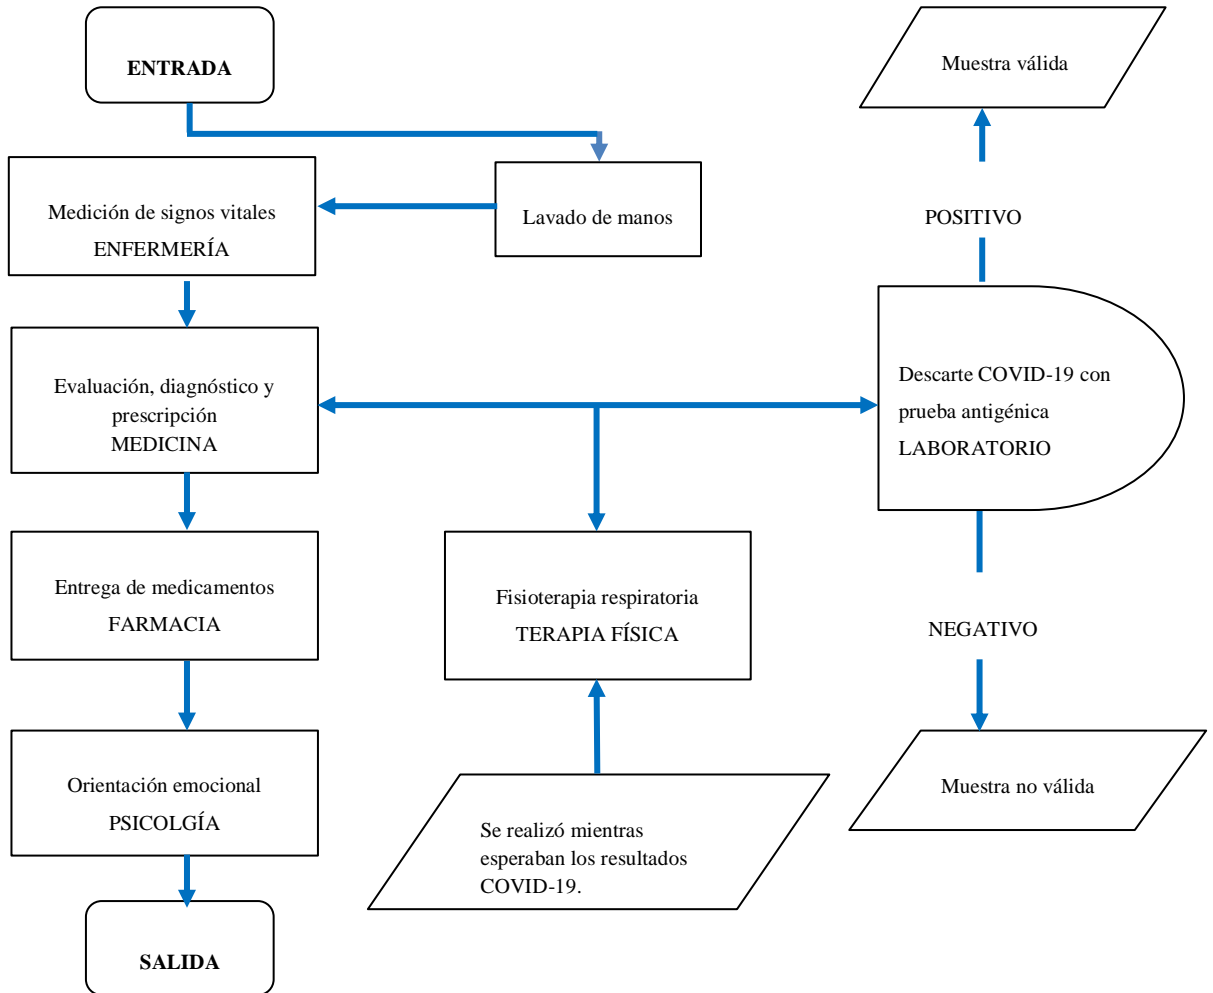 ENTRADA
Muestra válida
Lavado de manos
Medición de signos vitales
ENFERMERÍA
POSITIVO
Evaluación, diagnóstico y
prescripción
MEDICINA
Descarte COVID-19 con
prueba antigénica
LABORATORIO
Entrega de medicamentos
FARMACIA
Fisioterapia respiratoria
TERAPIA FÍSICA
NEGATIVO
Orientación emocional
PSICOLGÍA
Muestra no válida
Se realizó mientras
esperaban los resultados
COVID-19.
SALIDA